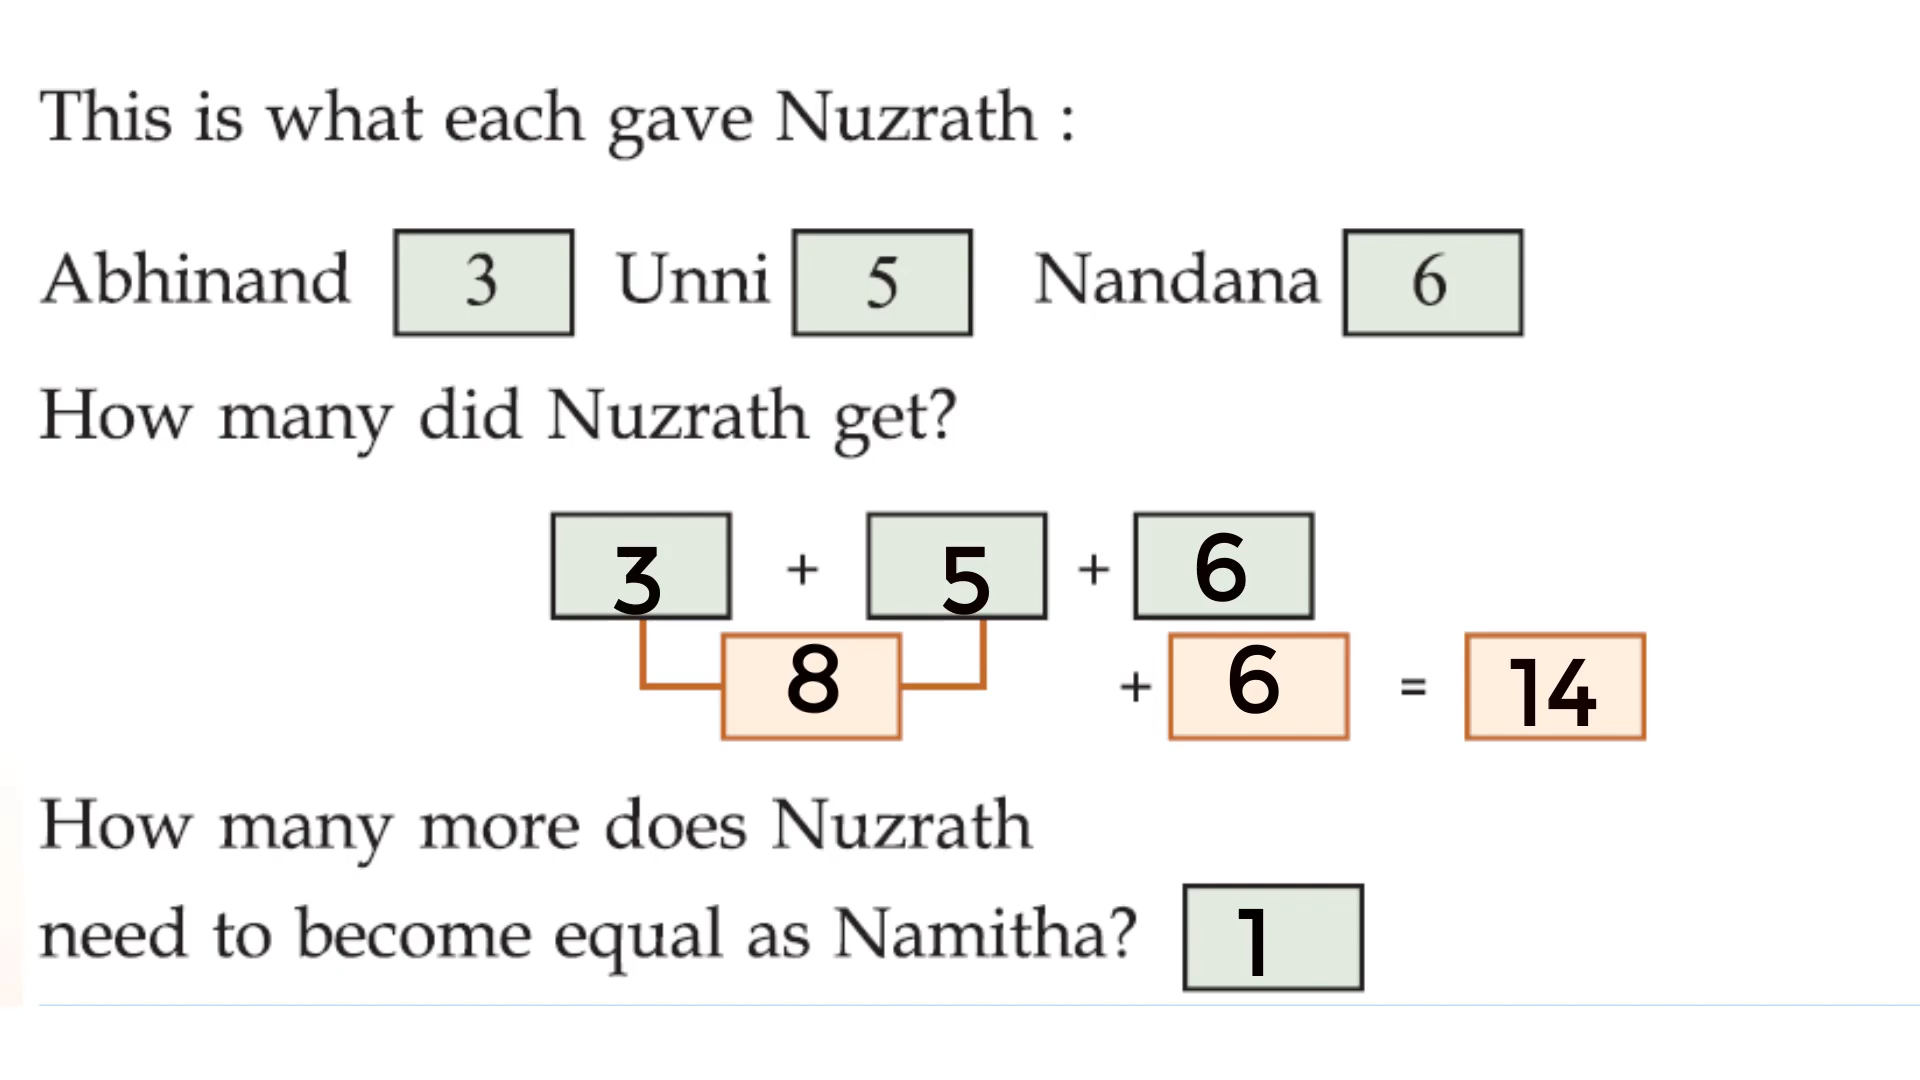 This is what each gave Nuzrath :
Abhinand 3 Unni 5 Nandana 6
How many did Nuzrath get?
3 + 5 + 6
8 + 6 = 14
How many more does Nuzrath
need to become equal as Namitha? 1